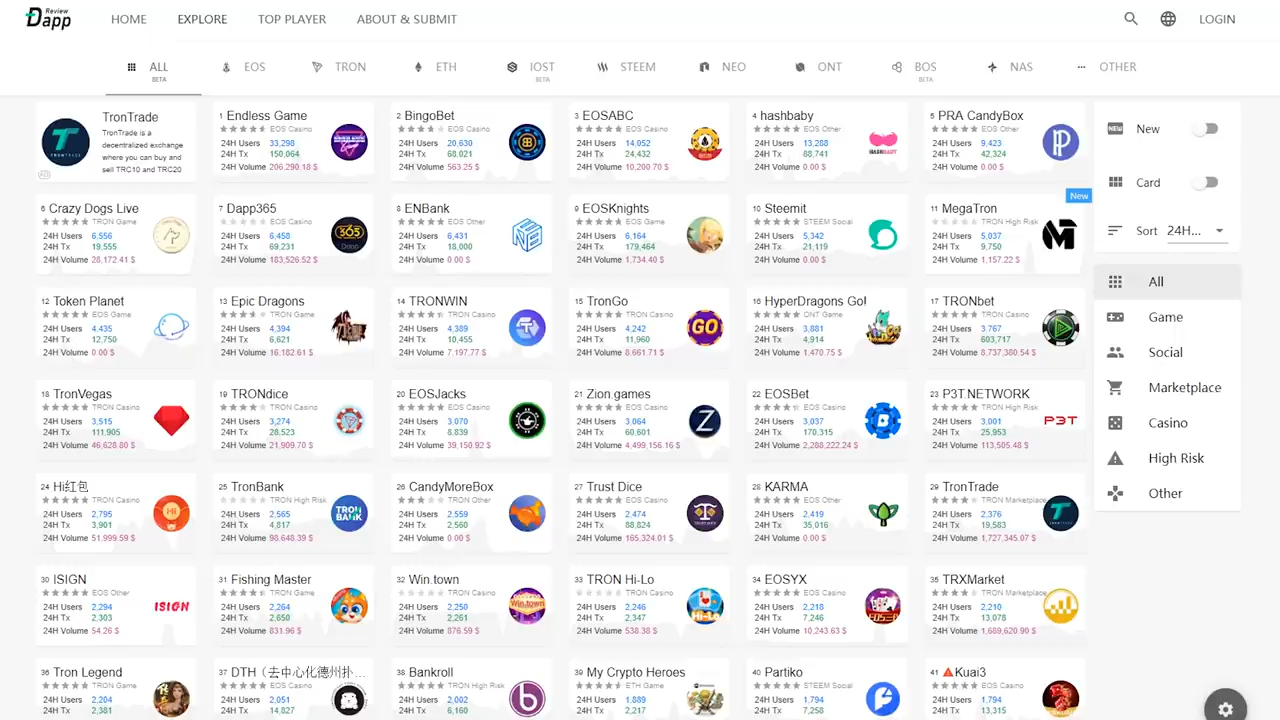 Review
Dapp
HOME
EXPLORE
TOP PLAYER
ABOUT & SUBMIT
LOGIN
ALL
BETA
EOS
TRON
ETH
IOST
BETA
STEEM
NEO
ONT
BOS
BETA
NAS
OTHER
TronTrade
TronTrade is a
decentralized exchange
where you can buy and
sell TRC10 and TRC20
AD
1 Endless Game
EOS Casino
24H Users 33,298
24H Tx 150,064
24H Volume 206,290.18 $
2 BingoBet
EOS Casino
24H Users 20,630
24H Tx 68,021
24H Volume 563.25 $
3 EOSABC
EOS Casino
24H Users 14,052
24H Tx 24,432
24H Volume 10,200.70 $
4 hashbaby
EOS Other
24H Users 13,288
24H Tx 88,741
24H Volume 0.00 $
HASHBABY
5 PRA CandyBox
EOS Other
24H Users 9,423
24H Tx 42,324
24H Volume 0.00 $
New
Card
Sort 24H...
6 Crazy Dogs Live
TRON Game
24H Users 6,556
24H Tx 19,555
24H Volume 28,172.41 $
7 Dapp365
EOS Casino
24H Users 6,458
24H Tx 69,231
24H Volume 183,526.52 $
365
8 ENBank
EOS Other
24H Users 6,431
24H Tx 18,000
24H Volume 0.00 $
9 EOSKnights
EOS Game
24H Users 6,164
24H Tx 179,464
24H Volume 1,734.40 $
10 Steemit
STEEM Social
24H Users 5,342
24H Tx 21,119
24H Volume 0.00 $
New
11 MegaTron
TRON High Risk
24H Users 5,037
24H Tx 9,750
24H Volume 1,157.22 $
All
Game
Social
Marketplace
Casino
High Risk
Other
12 Token Planet
EOS Game
24H Users 4,435
24H Tx 12,750
24H Volume 0.00 $
13 Epic Dragons
TRON Game
24H Users 4,394
24H Tx 6,621
24H Volume 16,182.61 $
14 TRONWIN
TRON Casino
24H Users 4,389
24H Tx 10,455
24H Volume 7,197.77 $
15 TronGo
TRON Casino
24H Users 4,242
24H Tx 11,960
24H Volume 8,661.71 $
GO
16 HyperDragons Go!
ONT Game
24H Users 3,881
24H Tx 4,914
24H Volume 1,470.75 $
17 TRONbet
TRON Casino
24H Users 3,767
24H Tx 603,717
24H Volume 8,737,380.54 $
18 TronVegas
TRON Casino
24H Users 3,515
24H Tx 111,905
24H Volume 46,628.80 $
19 TRONdice
TRON Casino
24H Users 3,274
24H Tx 28,523
24H Volume 21,909.70 $
20 EOSJacks
EOS Casino
24H Users 3,070
24H Tx 8,839
24H Volume 39,150.92 $
21 Zion.games
EOS Casino
24H Users 3,064
24H Tx 60,601
24H Volume 4,499,156.16 $
Z
22 EOSBet
EOS Casino
24H Users 3,037
24H Tx 170,315
24H Volume 2,288,222.24 $
23 P3T.NETWORK
TRON High Risk
24H Users 3,001
24H Tx 25,953
24H Volume 113,505.48 $
P3T
24 Hi红包
TRON Casino
24H Users 2,795
24H Tx 3,901
24H Volume 51,999.59 $
Hi
25 TronBank
TRON High Risk
24H Users 2,565
24H Tx 4,817
24H Volume 98,648.39 $
TRON
BANK
26 CandyMoreBox
TRON Other
24H Users 2,559
24H Tx 2,560
24H Volume 0.00 $
27 Trust Dice
EOS Casino
24H Users 2,474
24H Tx 88,824
24H Volume 165,324.01 $
28 KARMA
EOS Other
24H Users 2,419
24H Tx 35,016
24H Volume 0.00 $
29 TronTrade
TRON Marketplace
24H Users 2,376
24H Tx 19,583
24H Volume 1,727,345.07 $
30 ISIGN
EOS Other
24H Users 2,294
24H Tx 2,303
24H Volume 54.26 $
ISIGN
31 Fishing Master
TRON Game
24H Users 2,264
24H Tx 2,650
24H Volume 831.96 $
32 Win.town
TRON Casino
24H Users 2,250
24H Tx 2,261
24H Volume 876.59 $
Win.town
33 TRON Hi-Lo
TRON Casino
24H Users 2,246
24H Tx 2,347
24H Volume 538.38 $
HI-LO
34 EOSYX
EOS Casino
24H Users 2,218
24H Tx 7,246
24H Volume 10,243.63 $
35 TRXMarket
TRON Marketplace
24H Users 2,210
24H Tx 13,078
24H Volume 1,689,620.90 $
36 Tron Legend
TRON Game
24H Users 2,204
24H Tx 2,381
37 DTH（去中心化德州扑...
EOS Casino
24H Users 2,051
24H Tx 14,827
38 Bankroll
TRON High Risk
24H Users 2,002
24H Tx 6,160
39 My Crypto Heroes
ETH Game
24H Users 1,889
24H Tx 2,217
40 Partiko
STEEM Social
24H Users 1,794
24H Tx 7,258
41 Kuai3
EOS Casino
24H Users 1,794
24H Tx 13,315